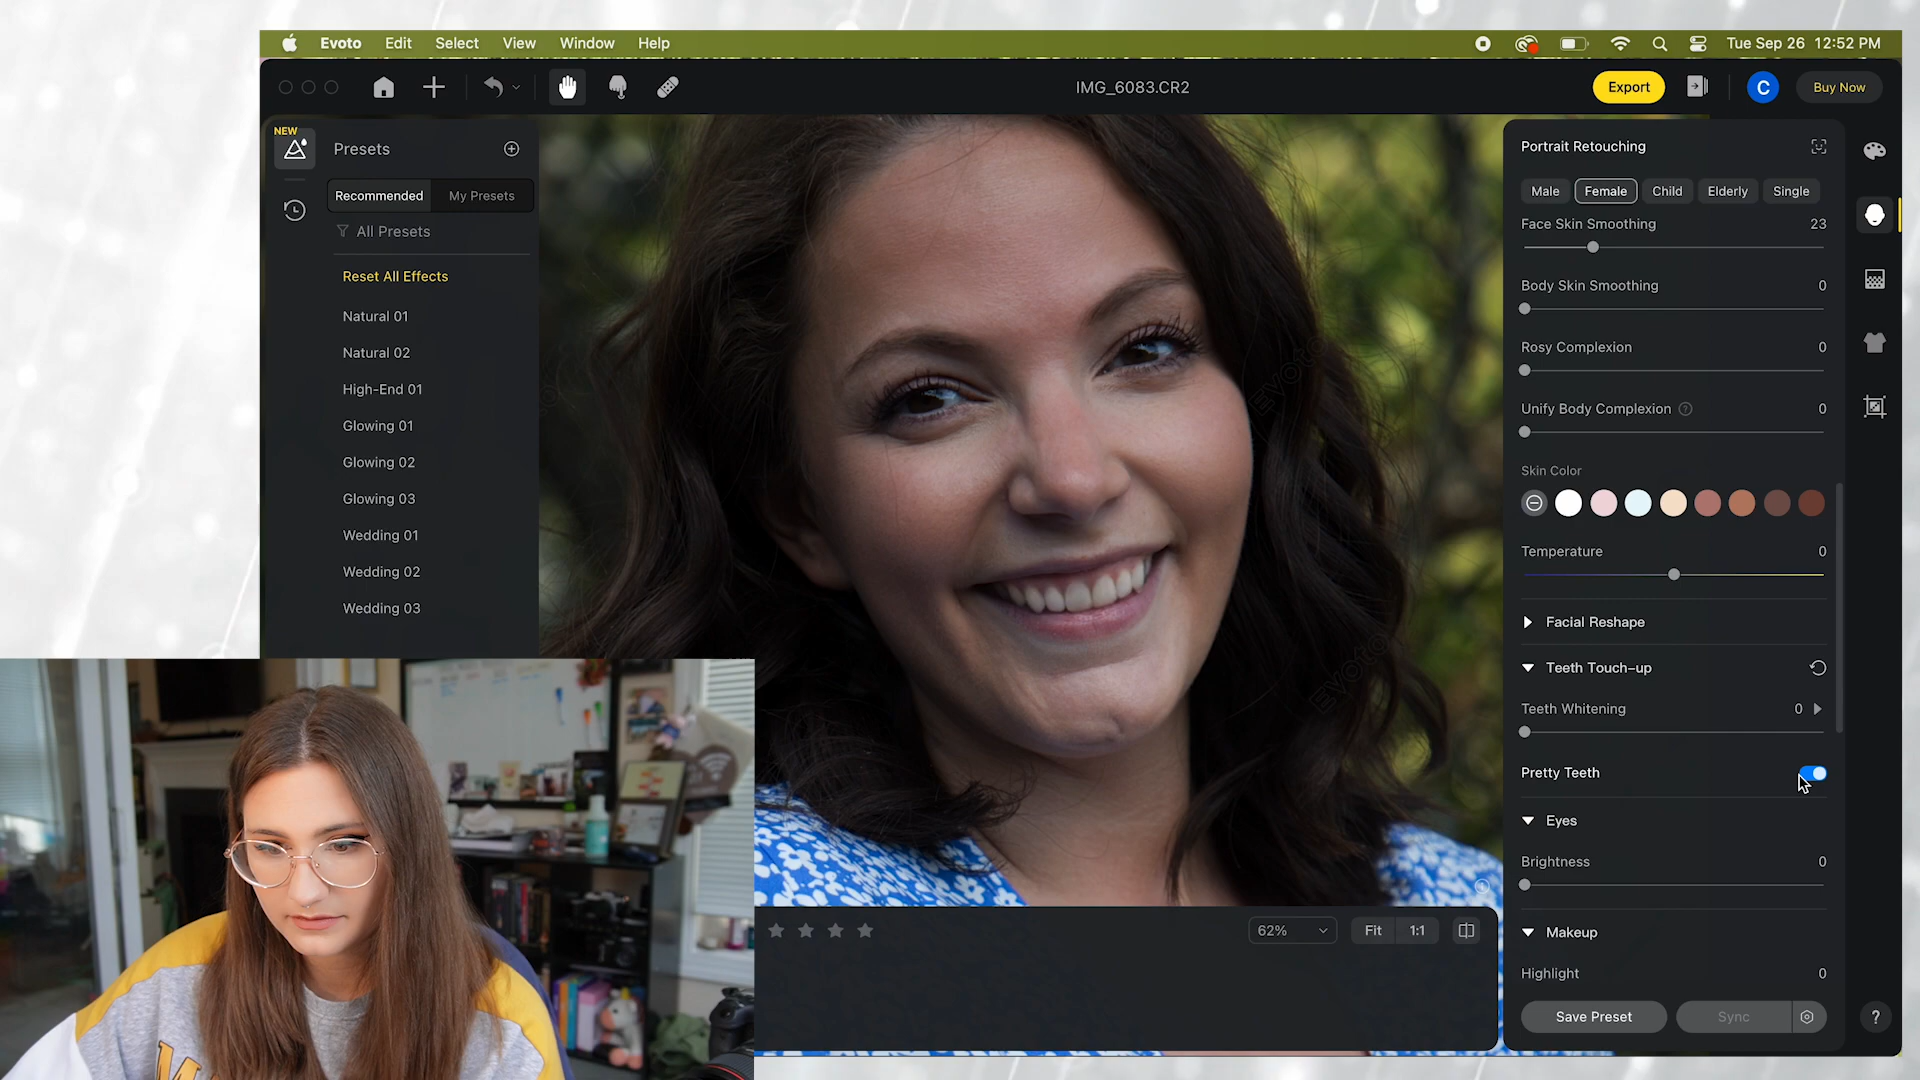 Evoto Edit Select View Window Help Tue Sep 26 12:52 PM
IMG_6083.CR2 Export C Buy Now
NEW
Presets
Recommended My Presets
All Presets
Reset All Effects
Natural 01
Natural 02
High-End 01
Glowing 01
Glowing 02
Glowing 03
Wedding 01
Wedding 02
Wedding 03
Evoto
Evoto
62% Fit 1:1
Portrait Retouching
Male Female Child Elderly Single
Face Skin Smoothing 23
Body Skin Smoothing 0
Rosy Complexion 0
Unify Body Complexion ? 0
Skin Color
Temperature 0
Facial Reshape
Teeth Touch-up
Teeth Whitening 0
Pretty Teeth
Eyes
Brightness 0
Makeup
Highlight 0
Save Preset Sync ?